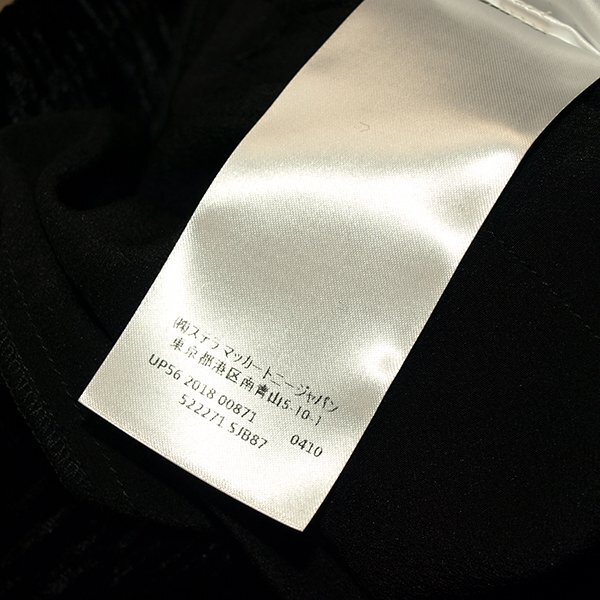 (株)ステラ マッカートニージャパン
東京都港区南青山5-10-1
UP56 2018 00871 0410
522271 SJB87